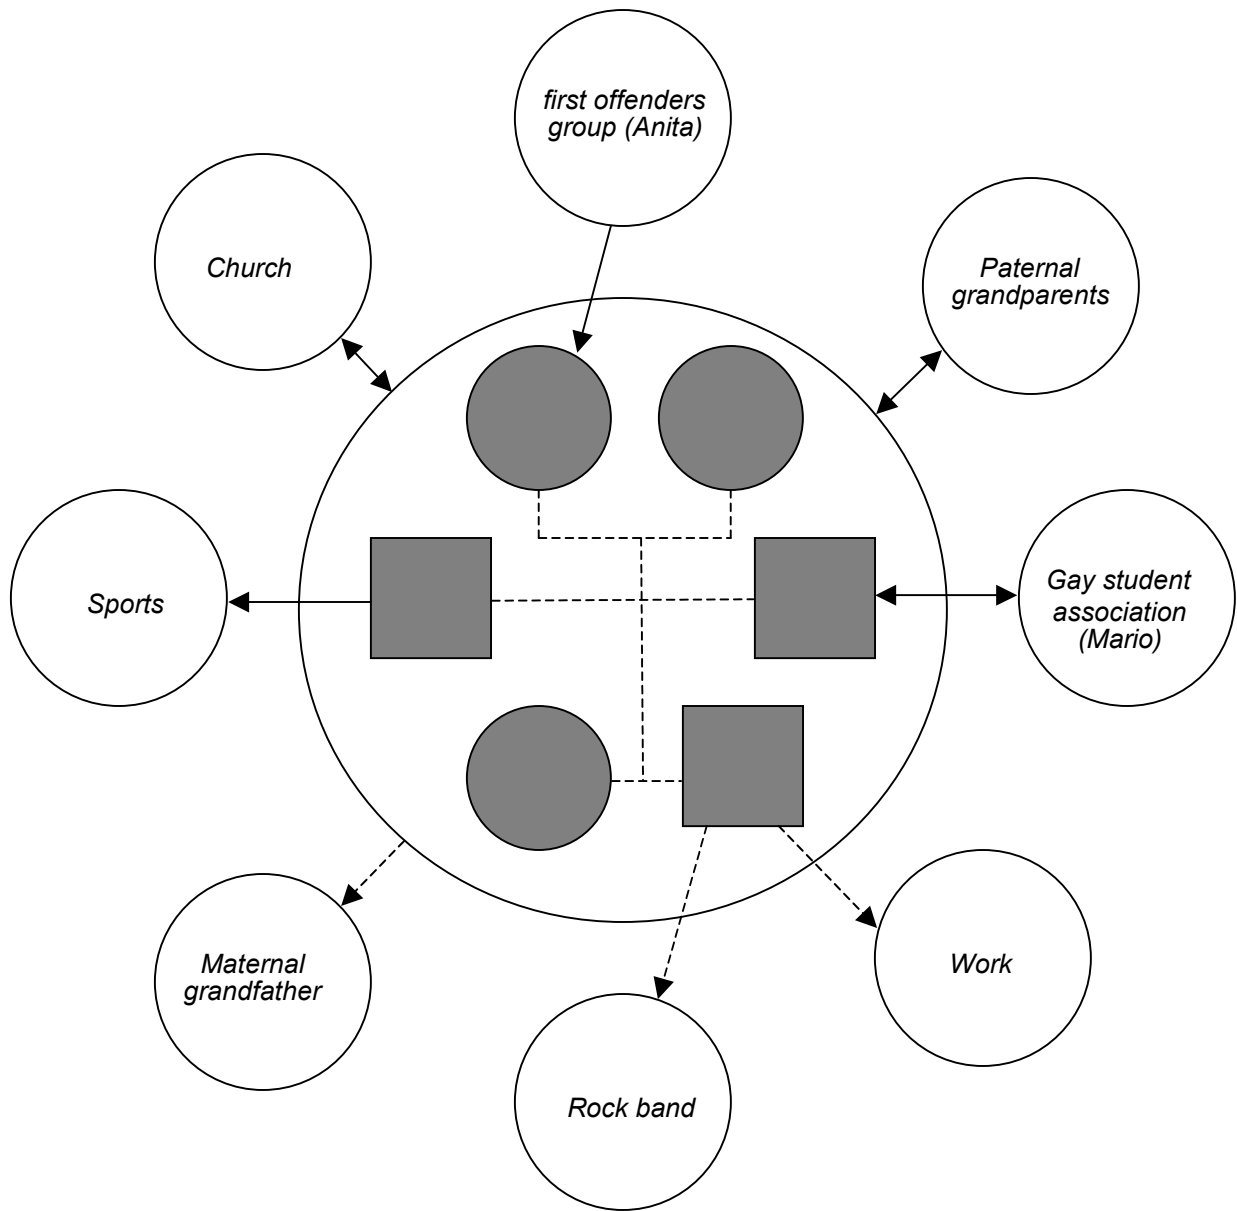 first offenders
group (Anita)
Church
Paternal
grandparents
Sports
Gay student
association
(Mario)
Maternal
grandfather
Work
Rock band